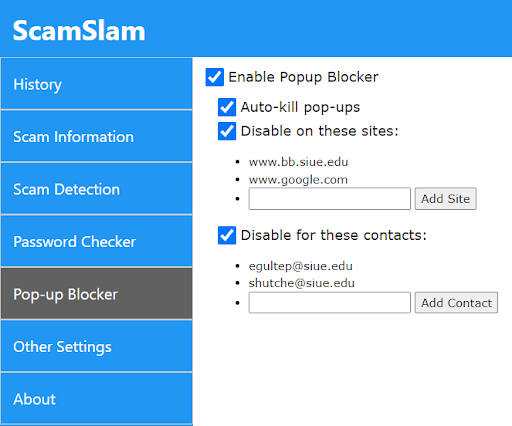 ScamSlam
History
Scam Information
Scam Detection
Password Checker
Pop-up Blocker
Other Settings
About
Enable Popup Blocker
Auto-kill pop-ups
Disable on these sites:
www.bb.siue.edu
www.google.com
Add Site
Disable for these contacts:
egultep@siue.edu
shutche@siue.edu
Add Contact